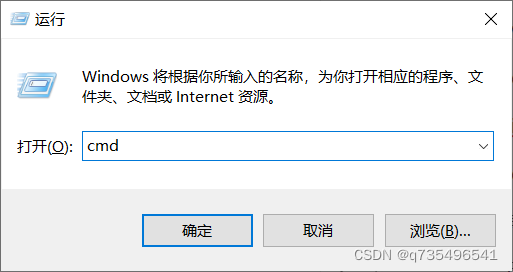 运行
Windows 将根据你所输入的名称，为你打开相应的程序、文
件夹、文档或 Internet 资源。
打开(O): cmd
确定 取消 浏览(B)...
CSDN @q735496541